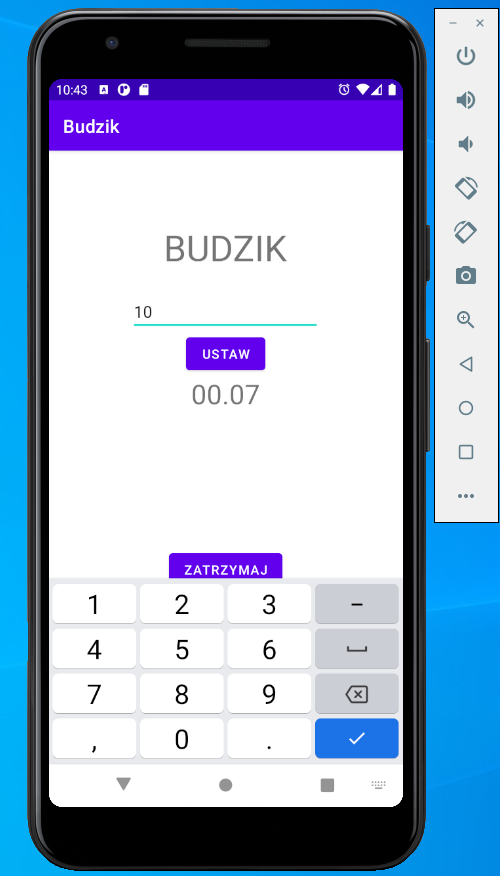 10:43
Budzik
BUDZIK
10
USTAW
00.07
ZATRZYMAJ
1 2 3 –
4 5 6
7 8 9
, 0 .